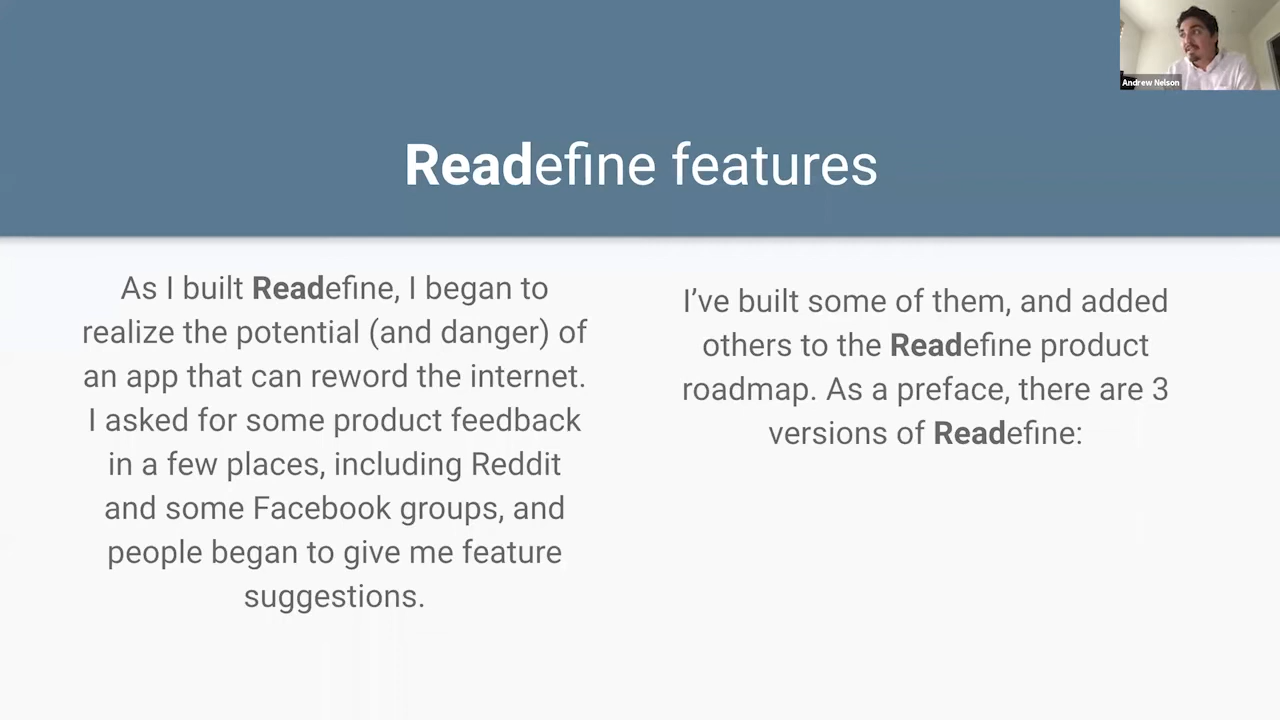 Andrew Nelson
Readefine features
As I built Readefine, I began to
realize the potential (and danger) of
an app that can reword the internet.
I asked for some product feedback
in a few places, including Reddit
and some Facebook groups, and
people began to give me feature
suggestions.
I’ve built some of them, and added
others to the Readefine product
roadmap. As a preface, there are 3
versions of Readefine: